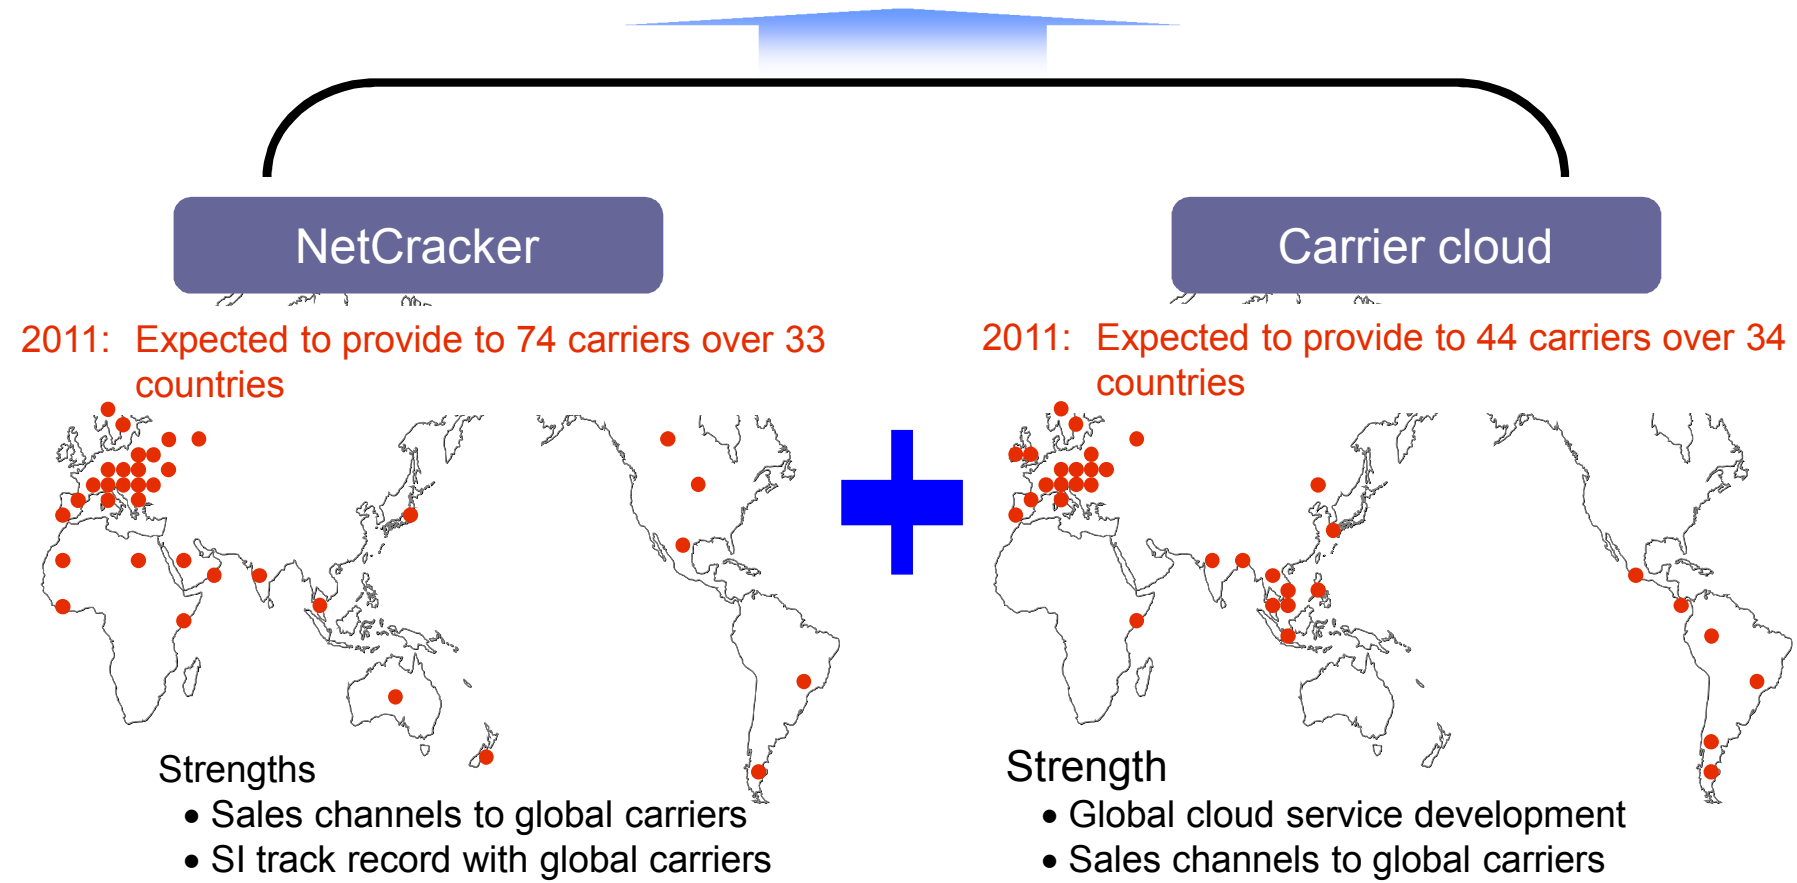 NetCracker
2011: Expected to provide to 74 carriers over 33
countries
Strengths
• Sales channels to global carriers
• SI track record with global carriers
Carrier cloud
2011: Expected to provide to 44 carriers over 34
countries
Strength
• Global cloud service development
• Sales channels to global carriers